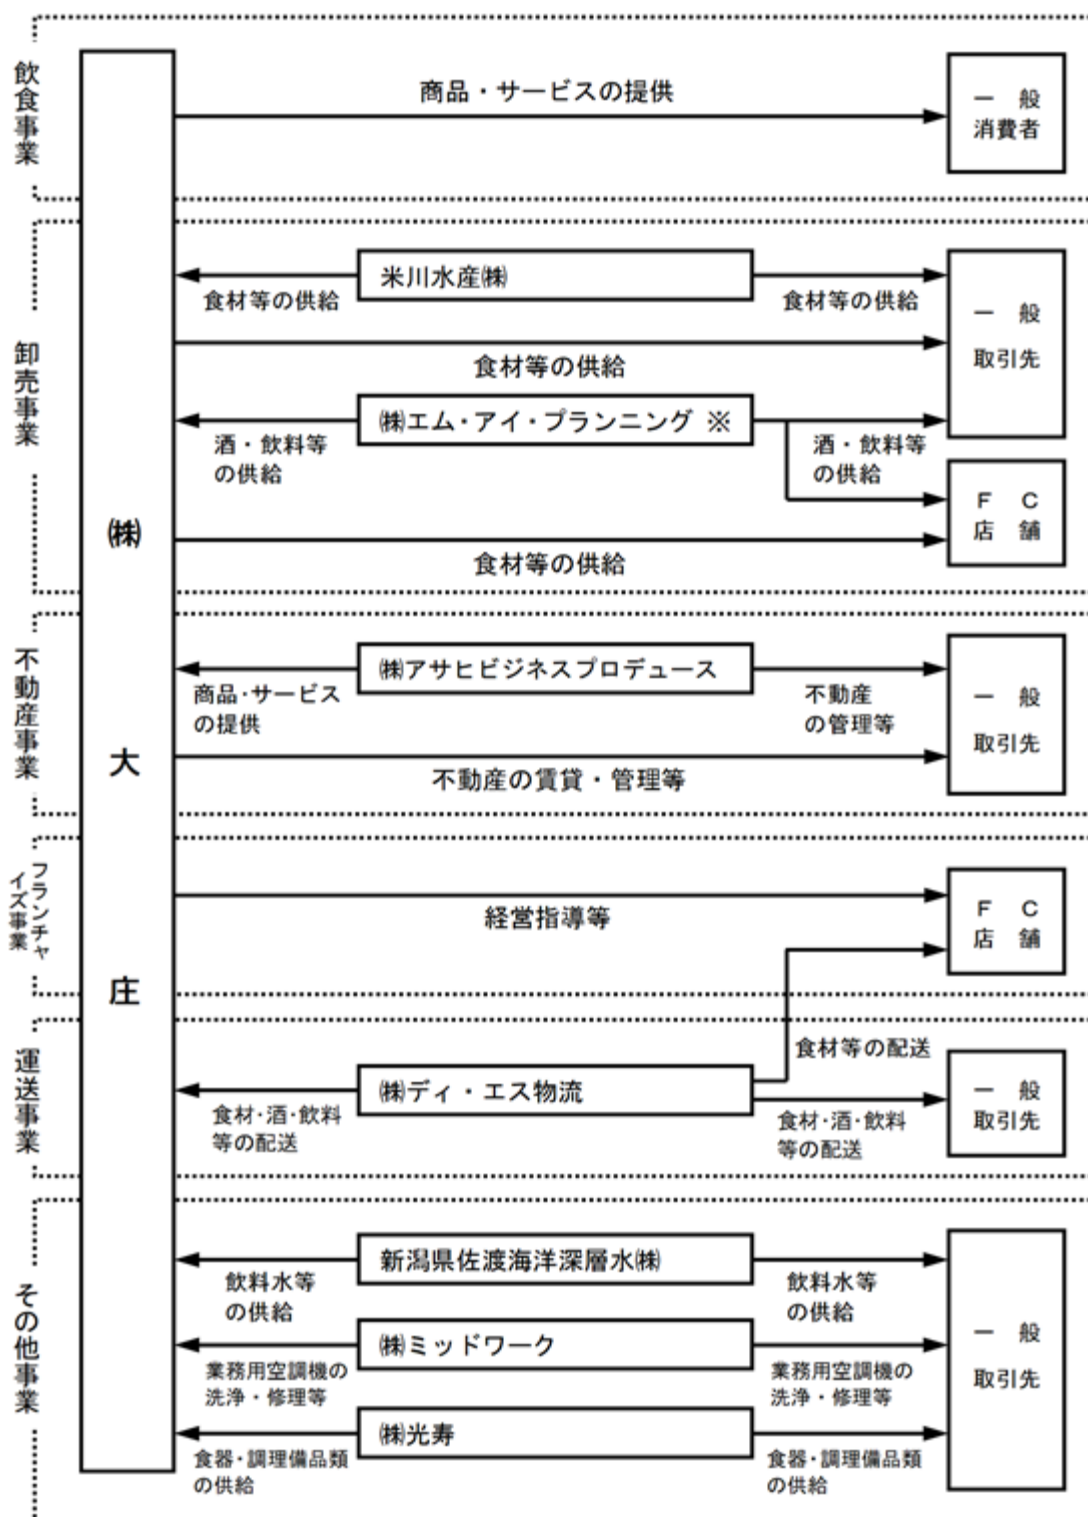 飲食事業
商品・サービスの提供
一般
消費者
卸売事業
米川水産㈱
食材等の供給
食材等の供給
一般
取引先
食材等の供給
㈱エム・アイ・プランニング ※
酒・飲料等
の供給
酒・飲料等
の供給
FC
店舗
食材等の供給
㈱大庄
不動産事業
㈱アサヒビジネスプロデュース
商品・サービス
の提供
不動産
の管理等
一般
取引先
不動産の賃貸・管理等
フランチャ
イズ事業
経営指導等
FC
店舗
運送事業
食材等の配送
㈱ディ・エス物流
食材・酒・飲料
等の配送
食材・酒・飲料
等の配送
一般
取引先
その他事業
新潟県佐渡海洋深層水㈱
飲料水等
の供給
飲料水等
の供給
㈱ミッドワーク
業務用空調機の
洗浄・修理等
業務用空調機の
洗浄・修理等
一般
取引先
㈱光寿
食器・調理備品類
の供給
食器・調理備品類
の供給